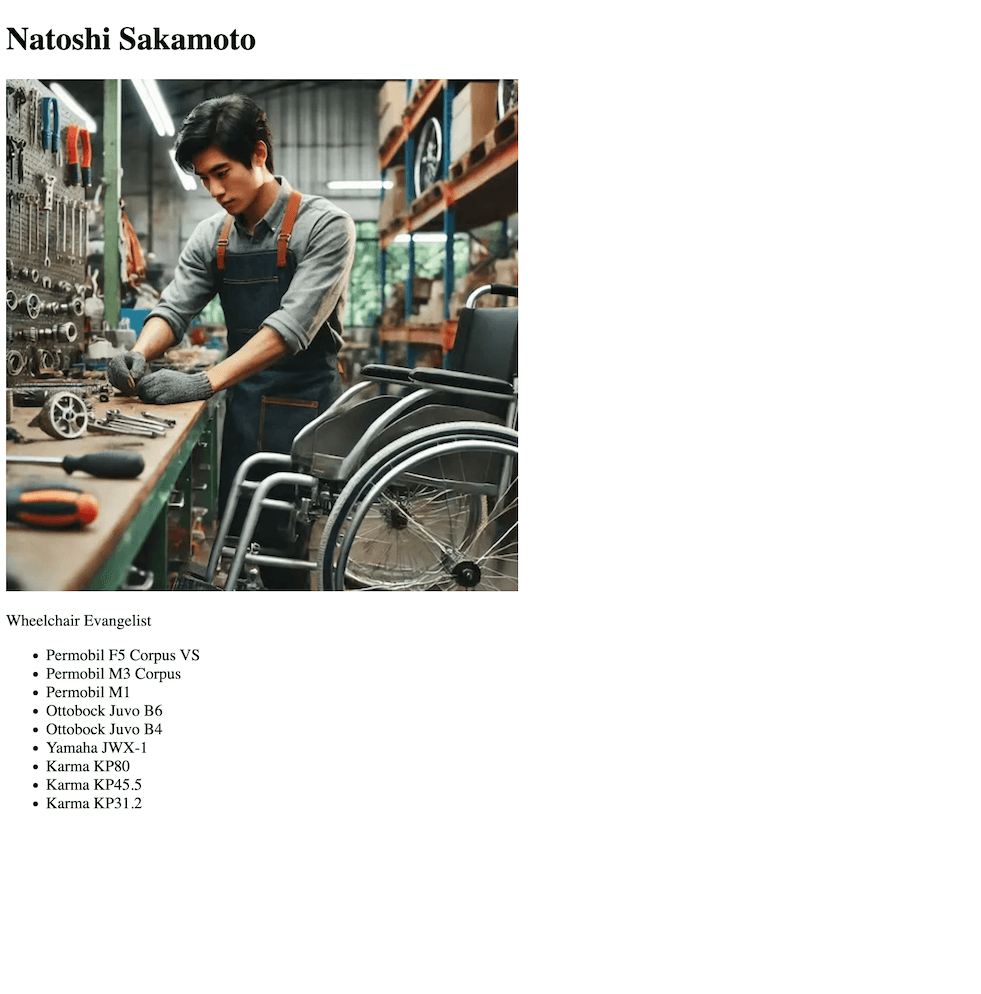 Natoshi Sakamoto
Wheelchair Evangelist
Permobil F5 Corpus VS
Permobil M3 Corpus
Permobil M1
Ottobock Juvo B6
Ottobock Juvo B4
Yamaha JWX-1
Karma KP80
Karma KP45.5
Karma KP31.2